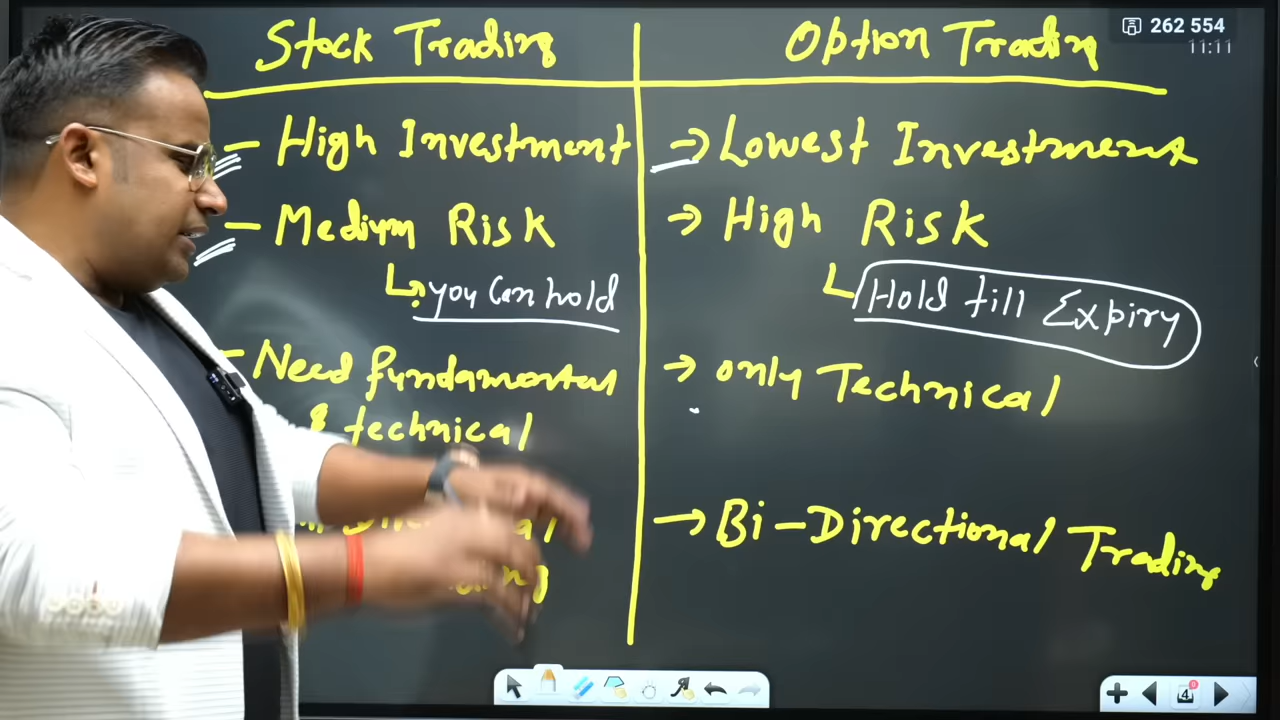 Stock Trading
Option Trading
262 554
11:11
– High Investment
→ Lowest Investment
– Medium Risk
→ High Risk
↳ you can hold
↳ Hold till Expiry
– Need fundamental
→ only Technical
& technical
→ Bi-Directional Trading
4